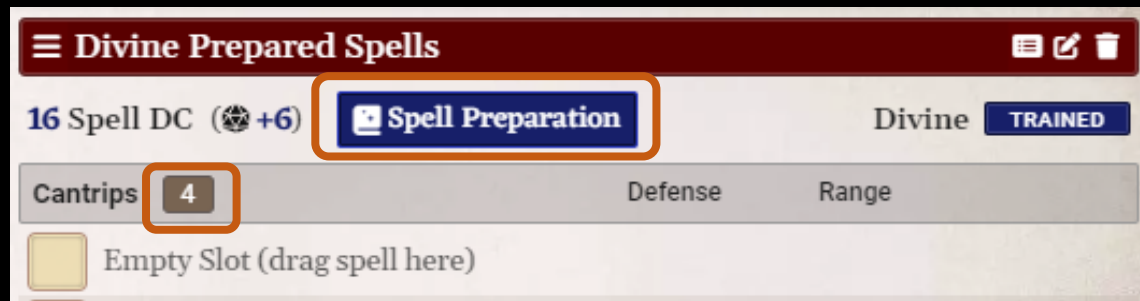 Divine Prepared Spells
16 Spell DC (+6) Spell Preparation Divine TRAINED
Cantrips 4 Defense Range
Empty Slot (drag spell here)